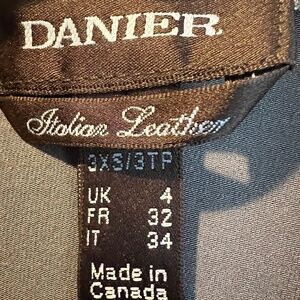 DANIER
Italian Leather
3XS/3TP
UK 4
FR 32
IT 34
Made in
Canada